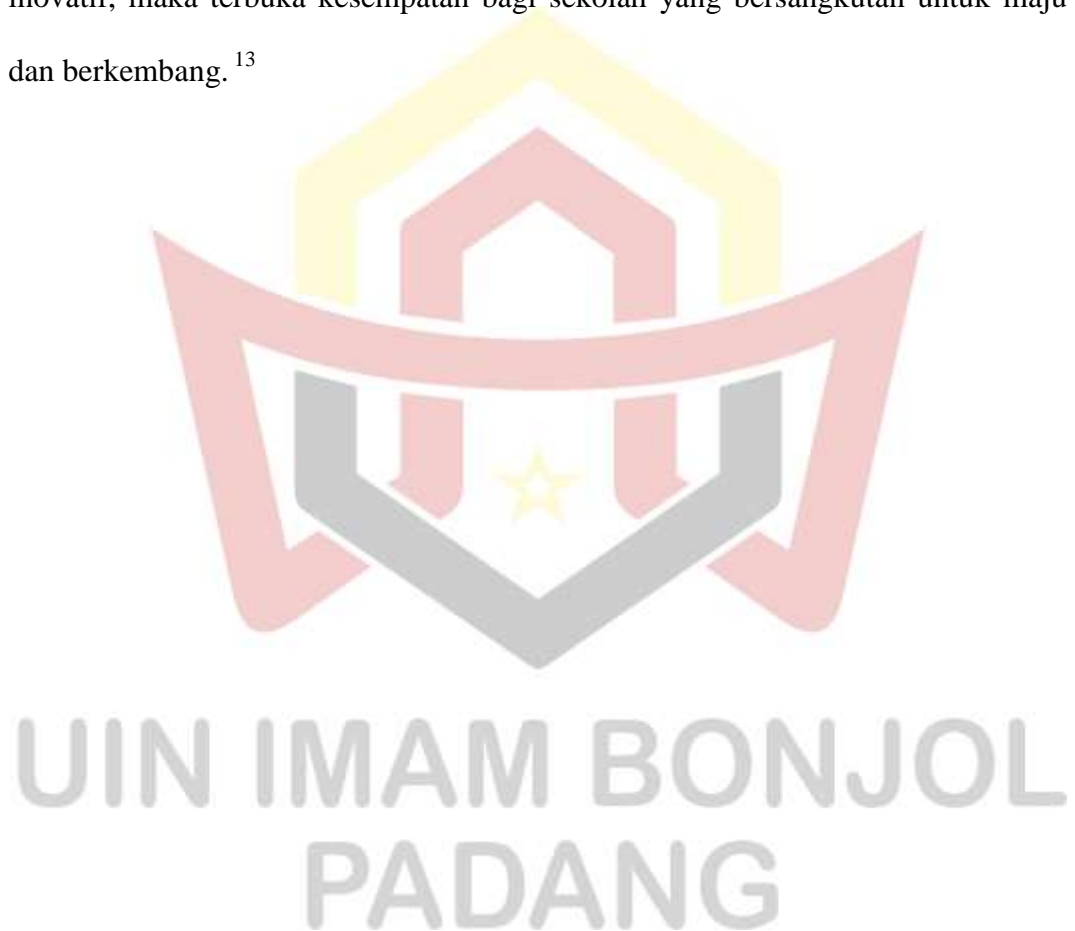 inovatif, maka terbuka kesempatan bagi sekolah yang bersangkutan untuk maju
dan berkembang. 13
UIN IMAM BONJOL
PADANG